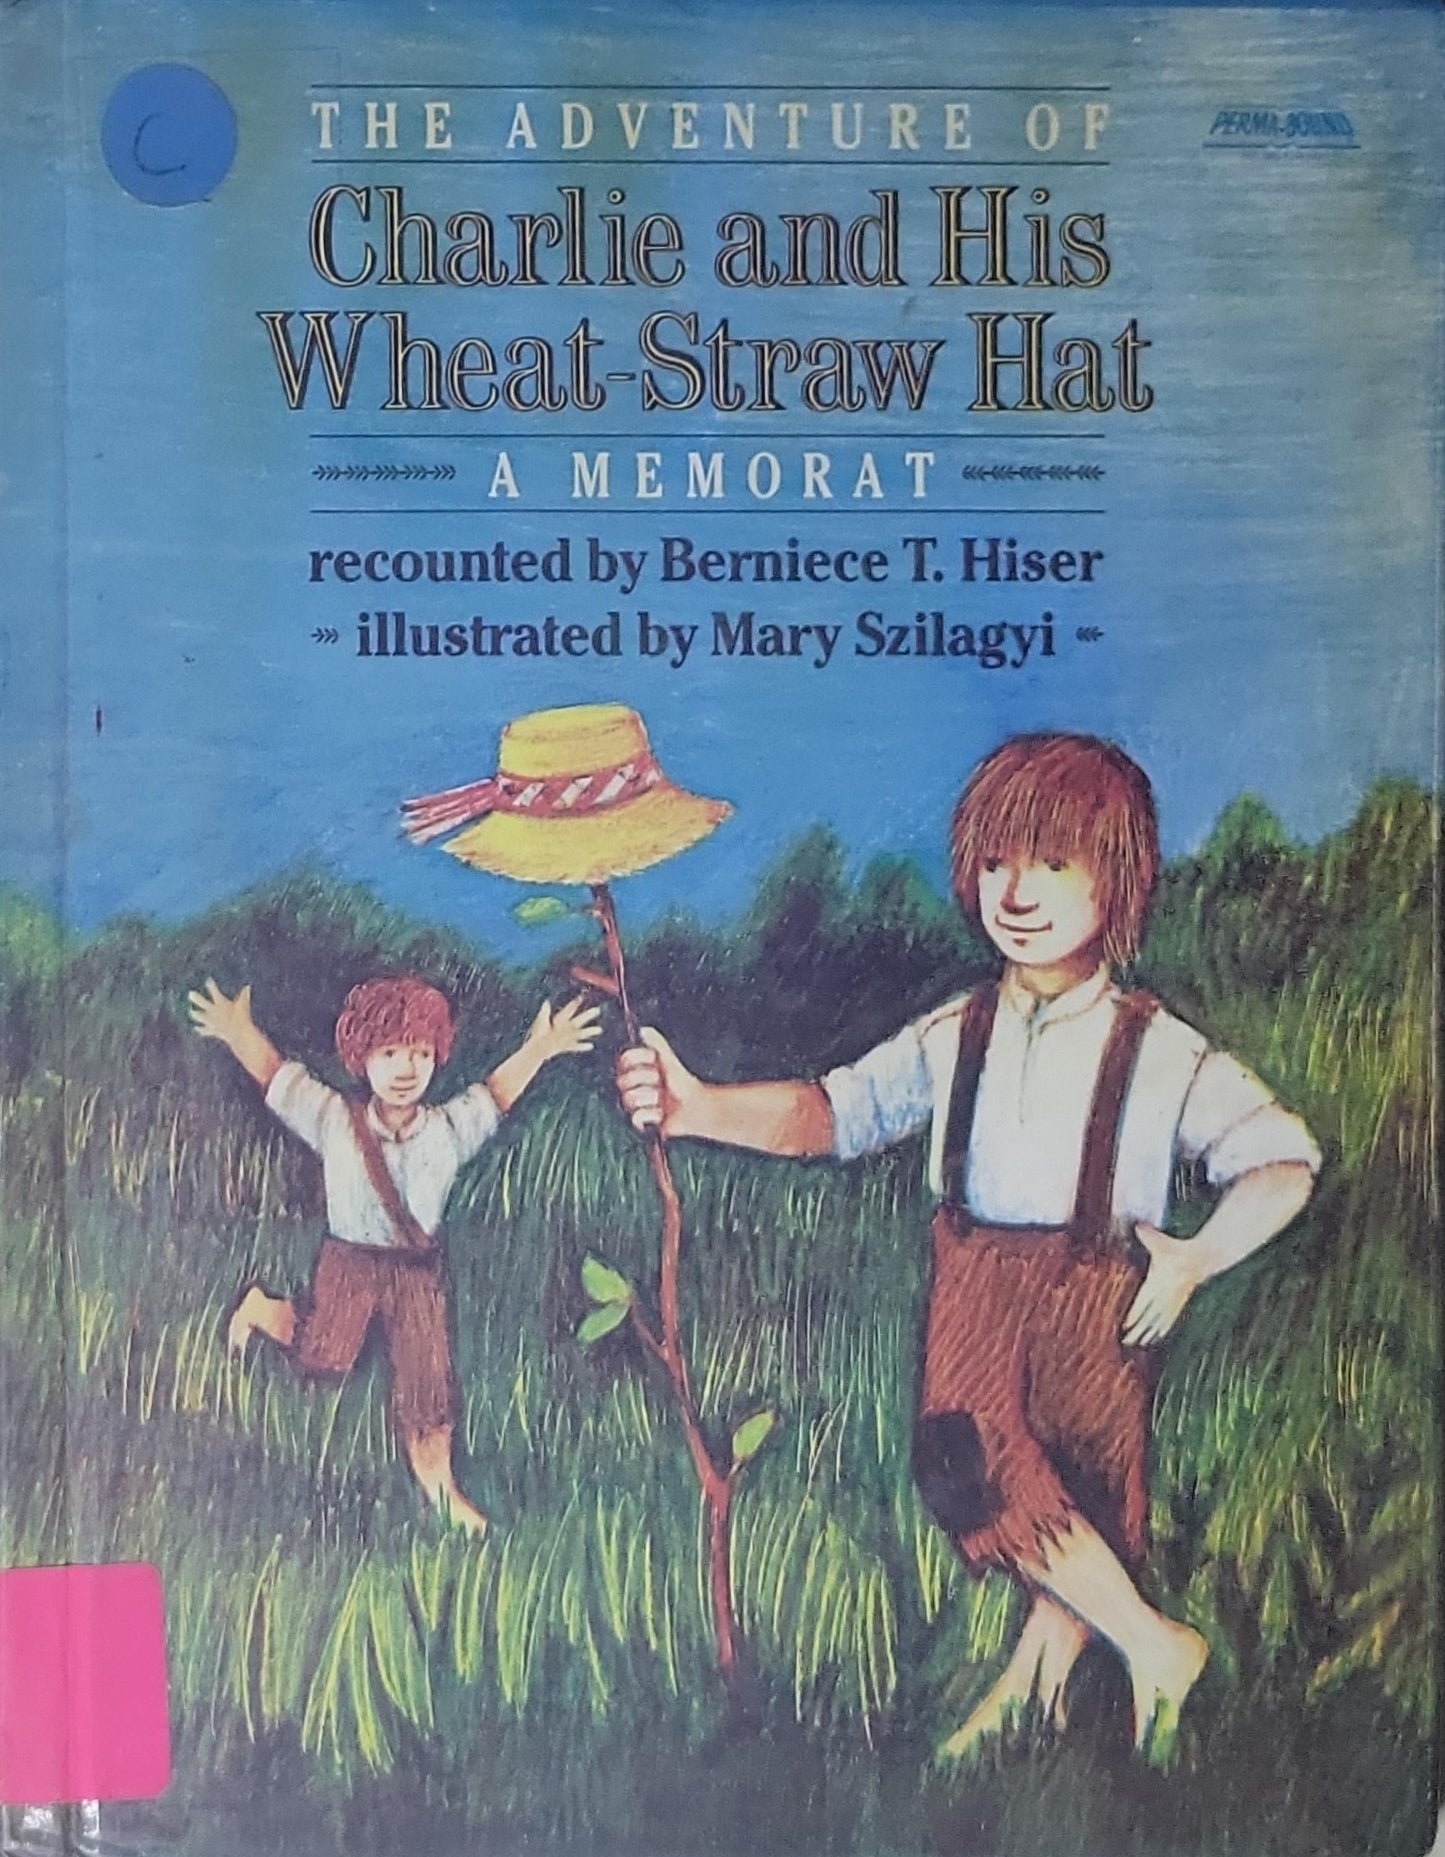 C
THE ADVENTURE OF
PERMA-BOUND
Charlie and His
Wheat-Straw Hat
A MEMORAT
recounted by Berniece T. Hiser
illustrated by Mary Szilagyi